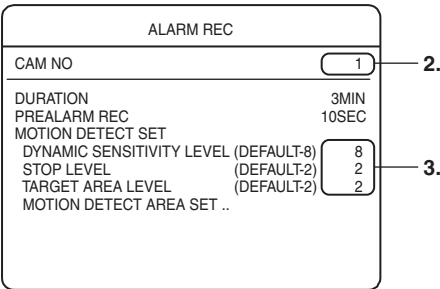 ALARM REC
CAM NO 1 2.
DURATION 3MIN
PREALARM REC 10SEC
MOTION DETECT SET
DYNAMIC SENSITIVITY LEVEL (DEFAULT-8) 8
STOP LEVEL (DEFAULT-2) 2 3.
TARGET AREA LEVEL (DEFAULT-2) 2
MOTION DETECT AREA SET ..